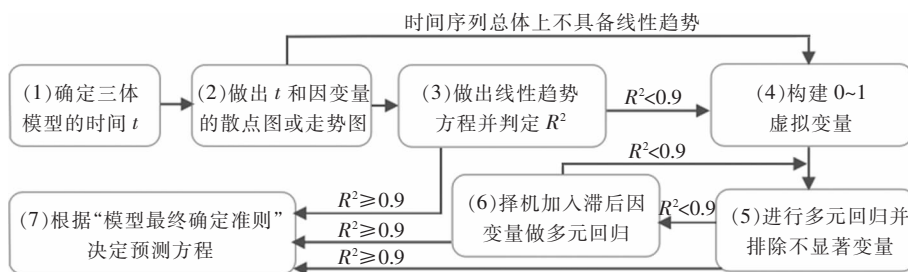 时间序列总体上不具备线性趋势
(1)确定三体
模型的时间 t
(2)做出 t 和因变量
的散点图或走势图
(3)做出线性趋势
方程并判定 R²
R²<0.9
(4)构建 0~1
虚拟变量
R²<0.9
R²≥0.9
(6)择机加入滞后因
变量做多元回归
R²<0.9
(5)进行多元回归并
排除不显著变量
(7)根据“模型最终确定准则”
决定预测方程
R²≥0.9
R²≥0.9